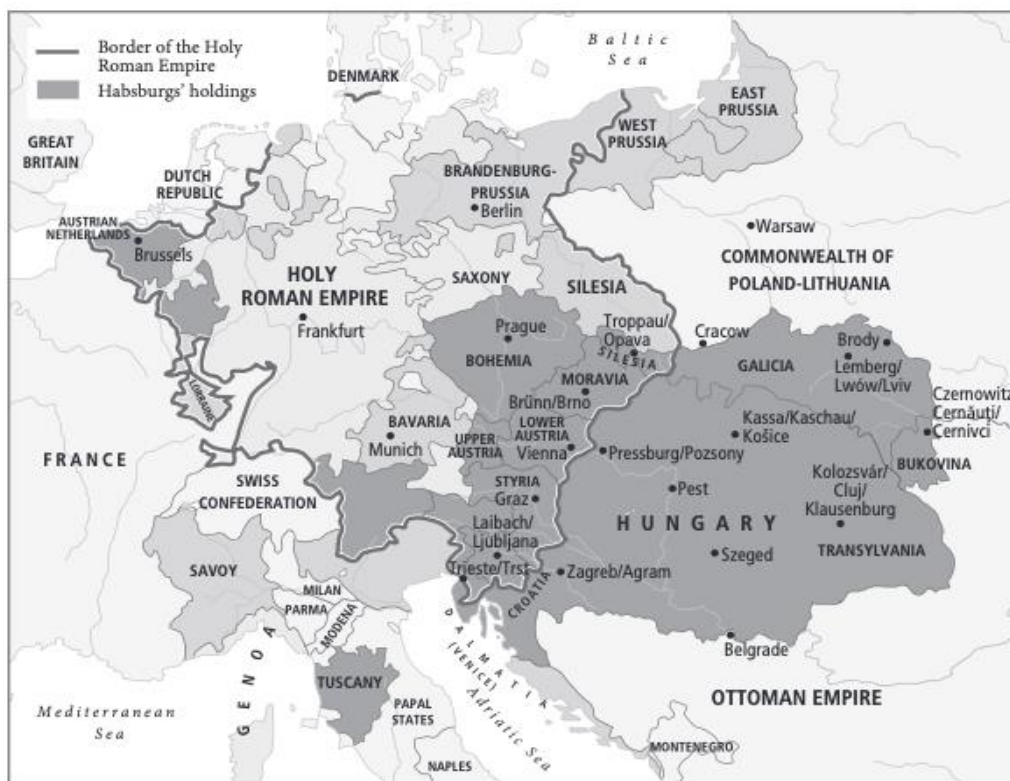 Border of the Holy
Roman Empire
Habsburgs' holdings
Baltic
Sea
DENMARK
EAST
PRUSSIA
WEST
PRUSSIA
GREAT
BRITAIN
DUTCH
REPUBLIC
BRANDENBURG-
PRUSSIA
Berlin
AUSTRIAN
NETHERLANDS
Brussels
Warsaw
COMMONWEALTH OF
POLAND-LITHUANIA
HOLY
ROMAN EMPIRE
Frankfurt
SAXONY
SILESIA
Prague
BOHEMIA
Troppau/
Opava
SILESIA
Cracow
Brody
GALICIA
Lemberg/
Lwów/Lviv
LORRAINE
MORAVIA
Brünn/Brno
Czernowitz
Cernăuți/
Černivci
BUKOVINA
BAVARIA
Munich
UPPER
AUSTRIA
LOWER
AUSTRIA
Vienna
Kassa/Kaschau/
Košice
Pressburg/Pozsony
FRANCE
SWISS
CONFEDERATION
STYRIA
Graz
Pest
Kolozsvár/
Cluj/
Klausenburg
HUNGARY
Laibach/
Ljubljana
Szeged
TRANSYLVANIA
SAVOY
Trieste/Trst
Zagreb/Agram
CROATIA
MILAN
PARMA
MODENA
GENOA
DALMATIA
(VENICE)
Belgrade
TUSCANY
Adriatic Sea
OTTOMAN EMPIRE
Mediterranean
Sea
PAPAL
STATES
MONTENEGRO
NAPLES